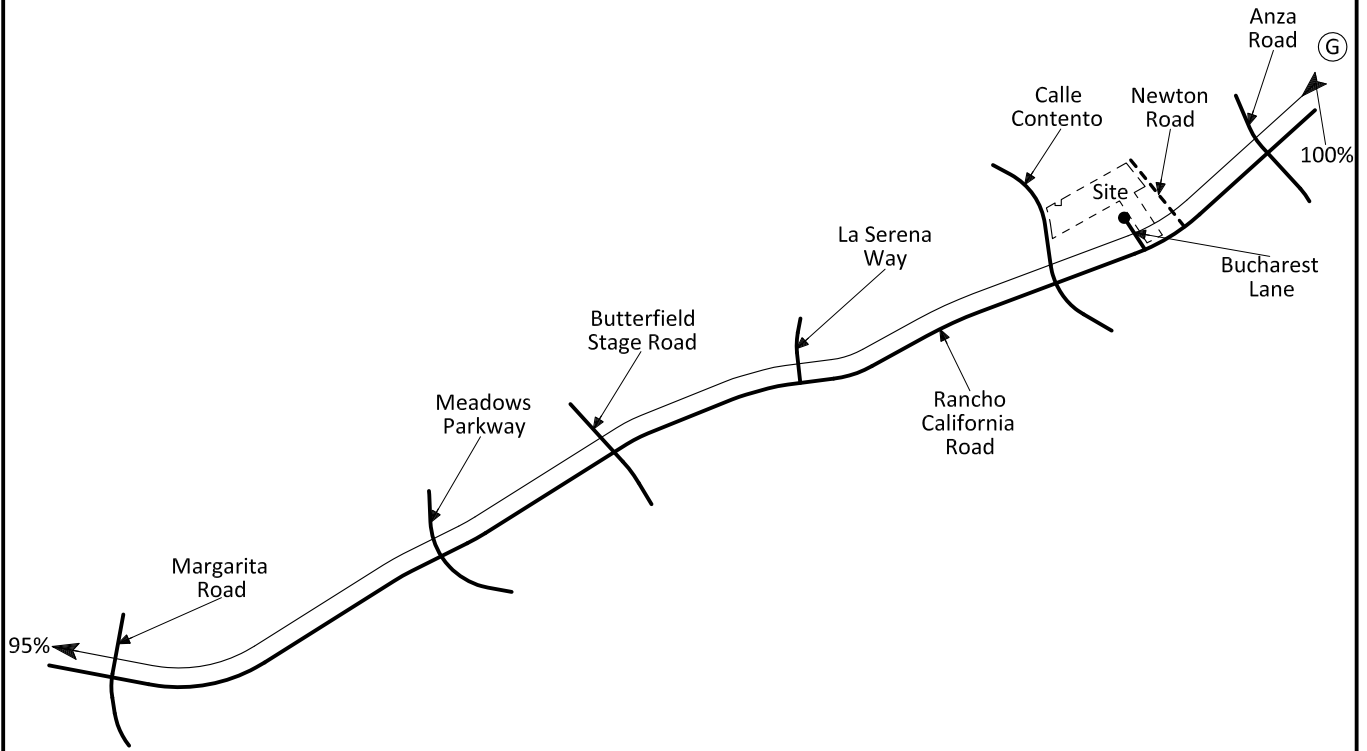 Anza
Road
G
Calle
Contento
Newton
Road
100%
Site
La Serena
Way
Bucharest
Lane
Butterfield
Stage Road
Meadows
Parkway
Rancho
California
Road
Margarita
Road
95%